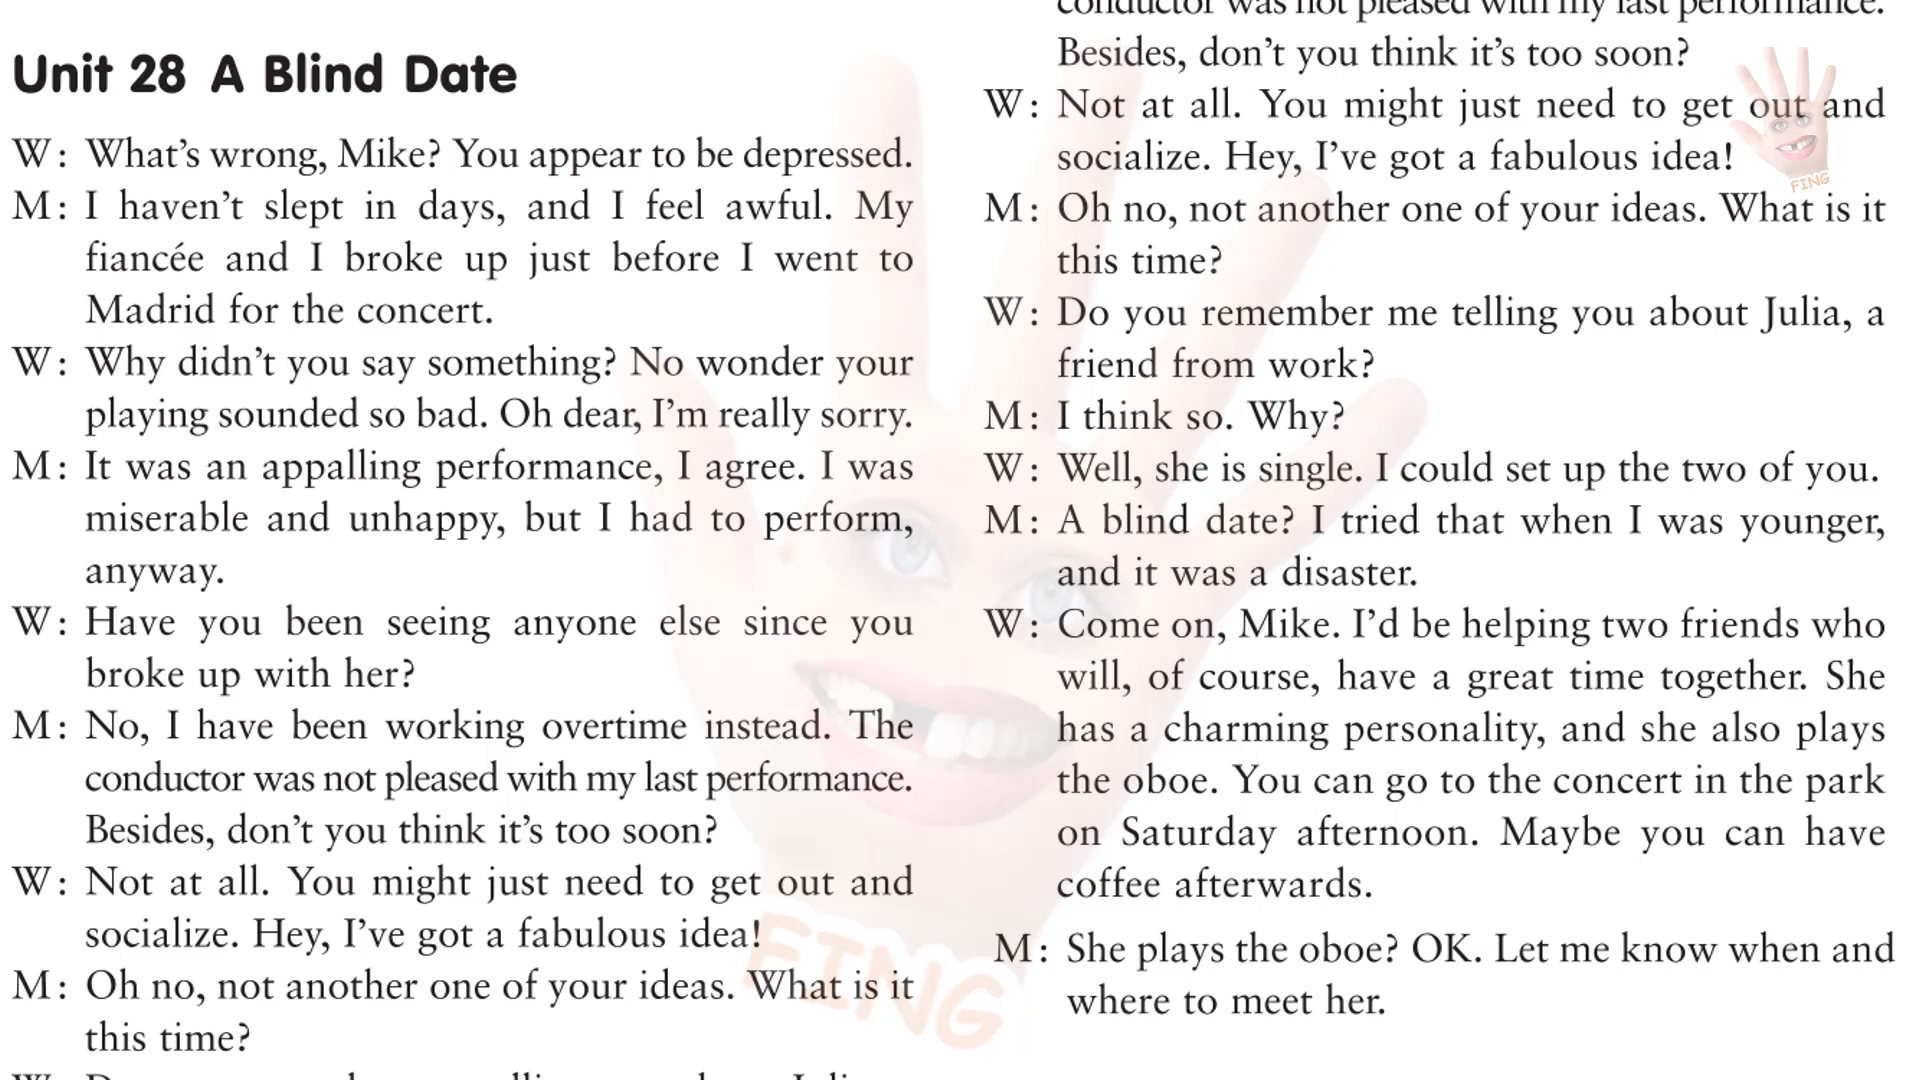 Unit 28 A Blind Date
W: What's wrong, Mike? You appear to be depressed.
M: I haven't slept in days, and I feel awful. My
fiancée and I broke up just before I went to
Madrid for the concert.
W: Why didn't you say something? No wonder your
playing sounded so bad. Oh dear, I'm really sorry.
M: It was an appalling performance, I agree. I was
miserable and unhappy, but I had to perform,
anyway.
W: Have you been seeing anyone else since you
broke up with her?
M: No, I have been working overtime instead. The
conductor was not pleased with my last performance.
Besides, don't you think it's too soon?
W: Not at all. You might just need to get out and
socialize. Hey, I've got a fabulous idea!
M: Oh no, not another one of your ideas. What is it
this time?
conductor was not pleased with my last performance.
Besides, don't you think it's too soon?
W: Not at all. You might just need to get out and
socialize. Hey, I've got a fabulous idea!
M: Oh no, not another one of your ideas. What is it
this time?
W: Do you remember me telling you about Julia, a
friend from work?
M: I think so. Why?
W: Well, she is single. I could set up the two of you.
M: A blind date? I tried that when I was younger,
and it was a disaster.
W: Come on, Mike. I'd be helping two friends who
will, of course, have a great time together. She
has a charming personality, and she also plays
the oboe. You can go to the concert in the park
on Saturday afternoon. Maybe you can have
coffee afterwards.
M: She plays the oboe? OK. Let me know when and
where to meet her.
FING
FING